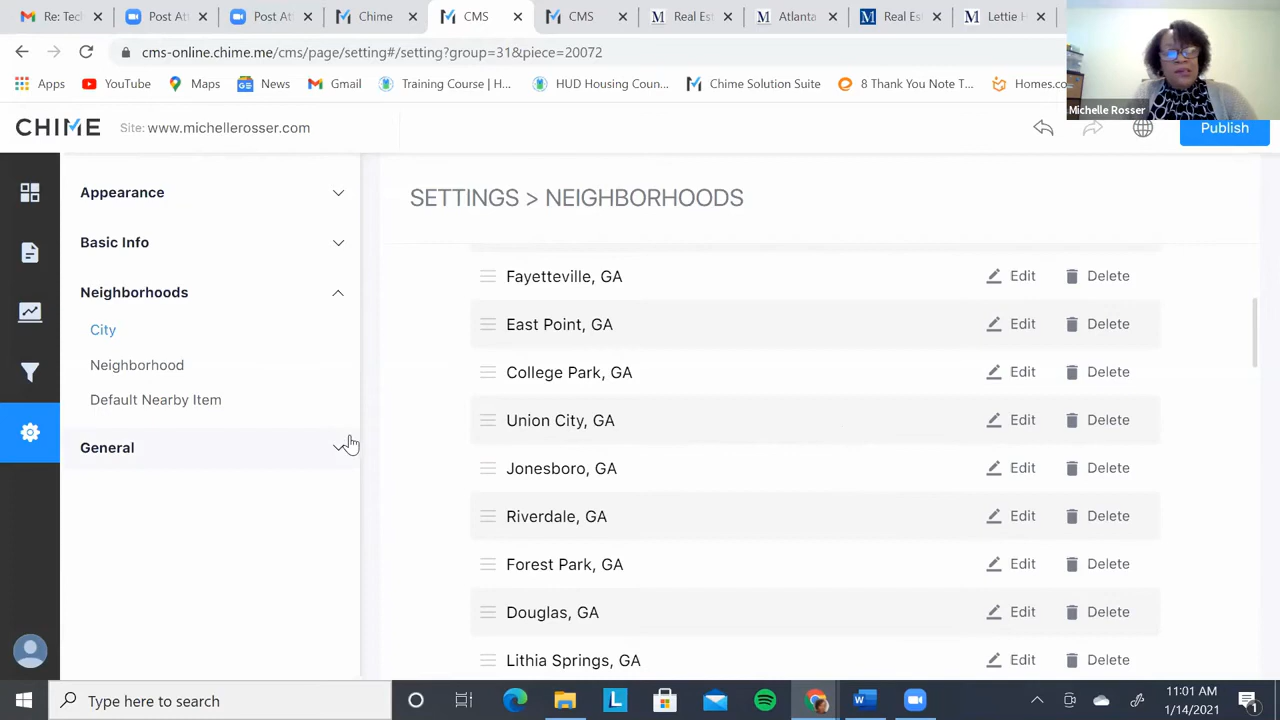 Re: Tecl
Post At
Chime
CMS
CMS
Real Es
Atlanta
Real Es
Lettie H
cms-online.chime.me/cms/page/setting#/setting?group=31&piece=20072
Apps
YouTube
Maps
News
Gmail
Training Course | H...
HUD Housing Coun...
Chime Solution Site
8 Thank You Note T...
Homes.co
Michelle Rosser
CHIME
Site: www.michellerosser.com
Publish
Appearance
Basic Info
Neighborhoods
City
Neighborhood
Default Nearby Item
General
SETTINGS > NEIGHBORHOODS
Fayetteville, GA Edit Delete
East Point, GA Edit Delete
College Park, GA Edit Delete
Union City, GA Edit Delete
Jonesboro, GA Edit Delete
Riverdale, GA Edit Delete
Forest Park, GA Edit Delete
Douglas, GA Edit Delete
Lithia Springs, GA Edit Delete
Type here to search
11:01 AM
1/14/2021